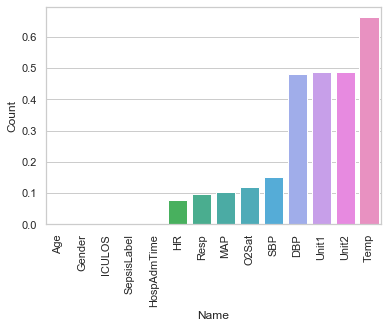 Count
0.6
0.5
0.4
0.3
0.2
0.1
0.0
Age
Gender
ICULOS
SepsisLabel
HospAdmTime
HR
Resp
MAP
O2Sat
SBP
DBP
Unit1
Unit2
Temp
Name